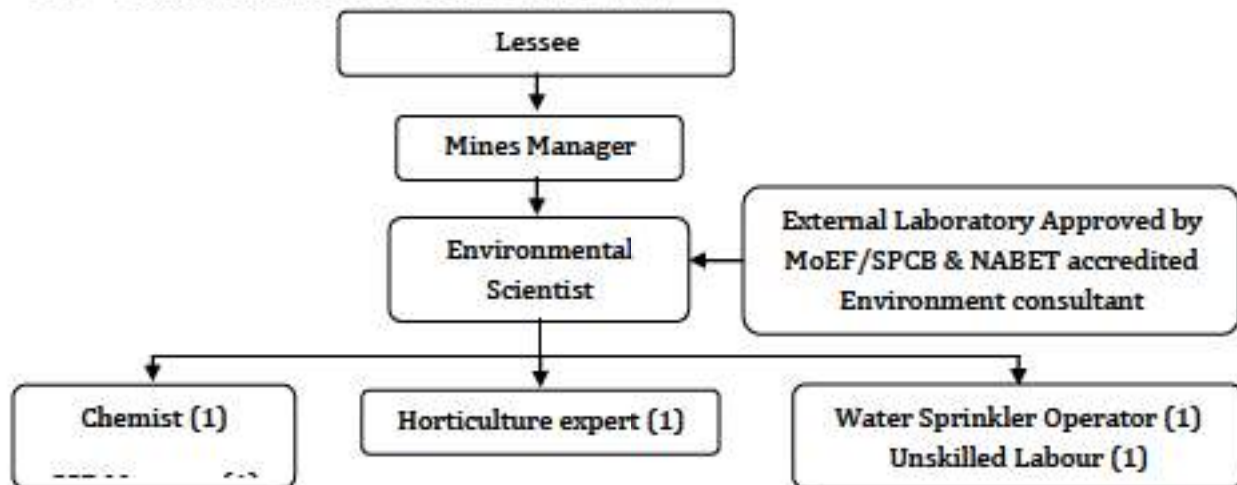 Lessee
Mines Manager
Environmental
Scientist
External Laboratory Approved by
MoEF/SPCB & NABET accredited
Environment consultant
Chemist (1)
Horticulture expert (1)
Water Sprinkler Operator (1)
Unskilled Labour (1)